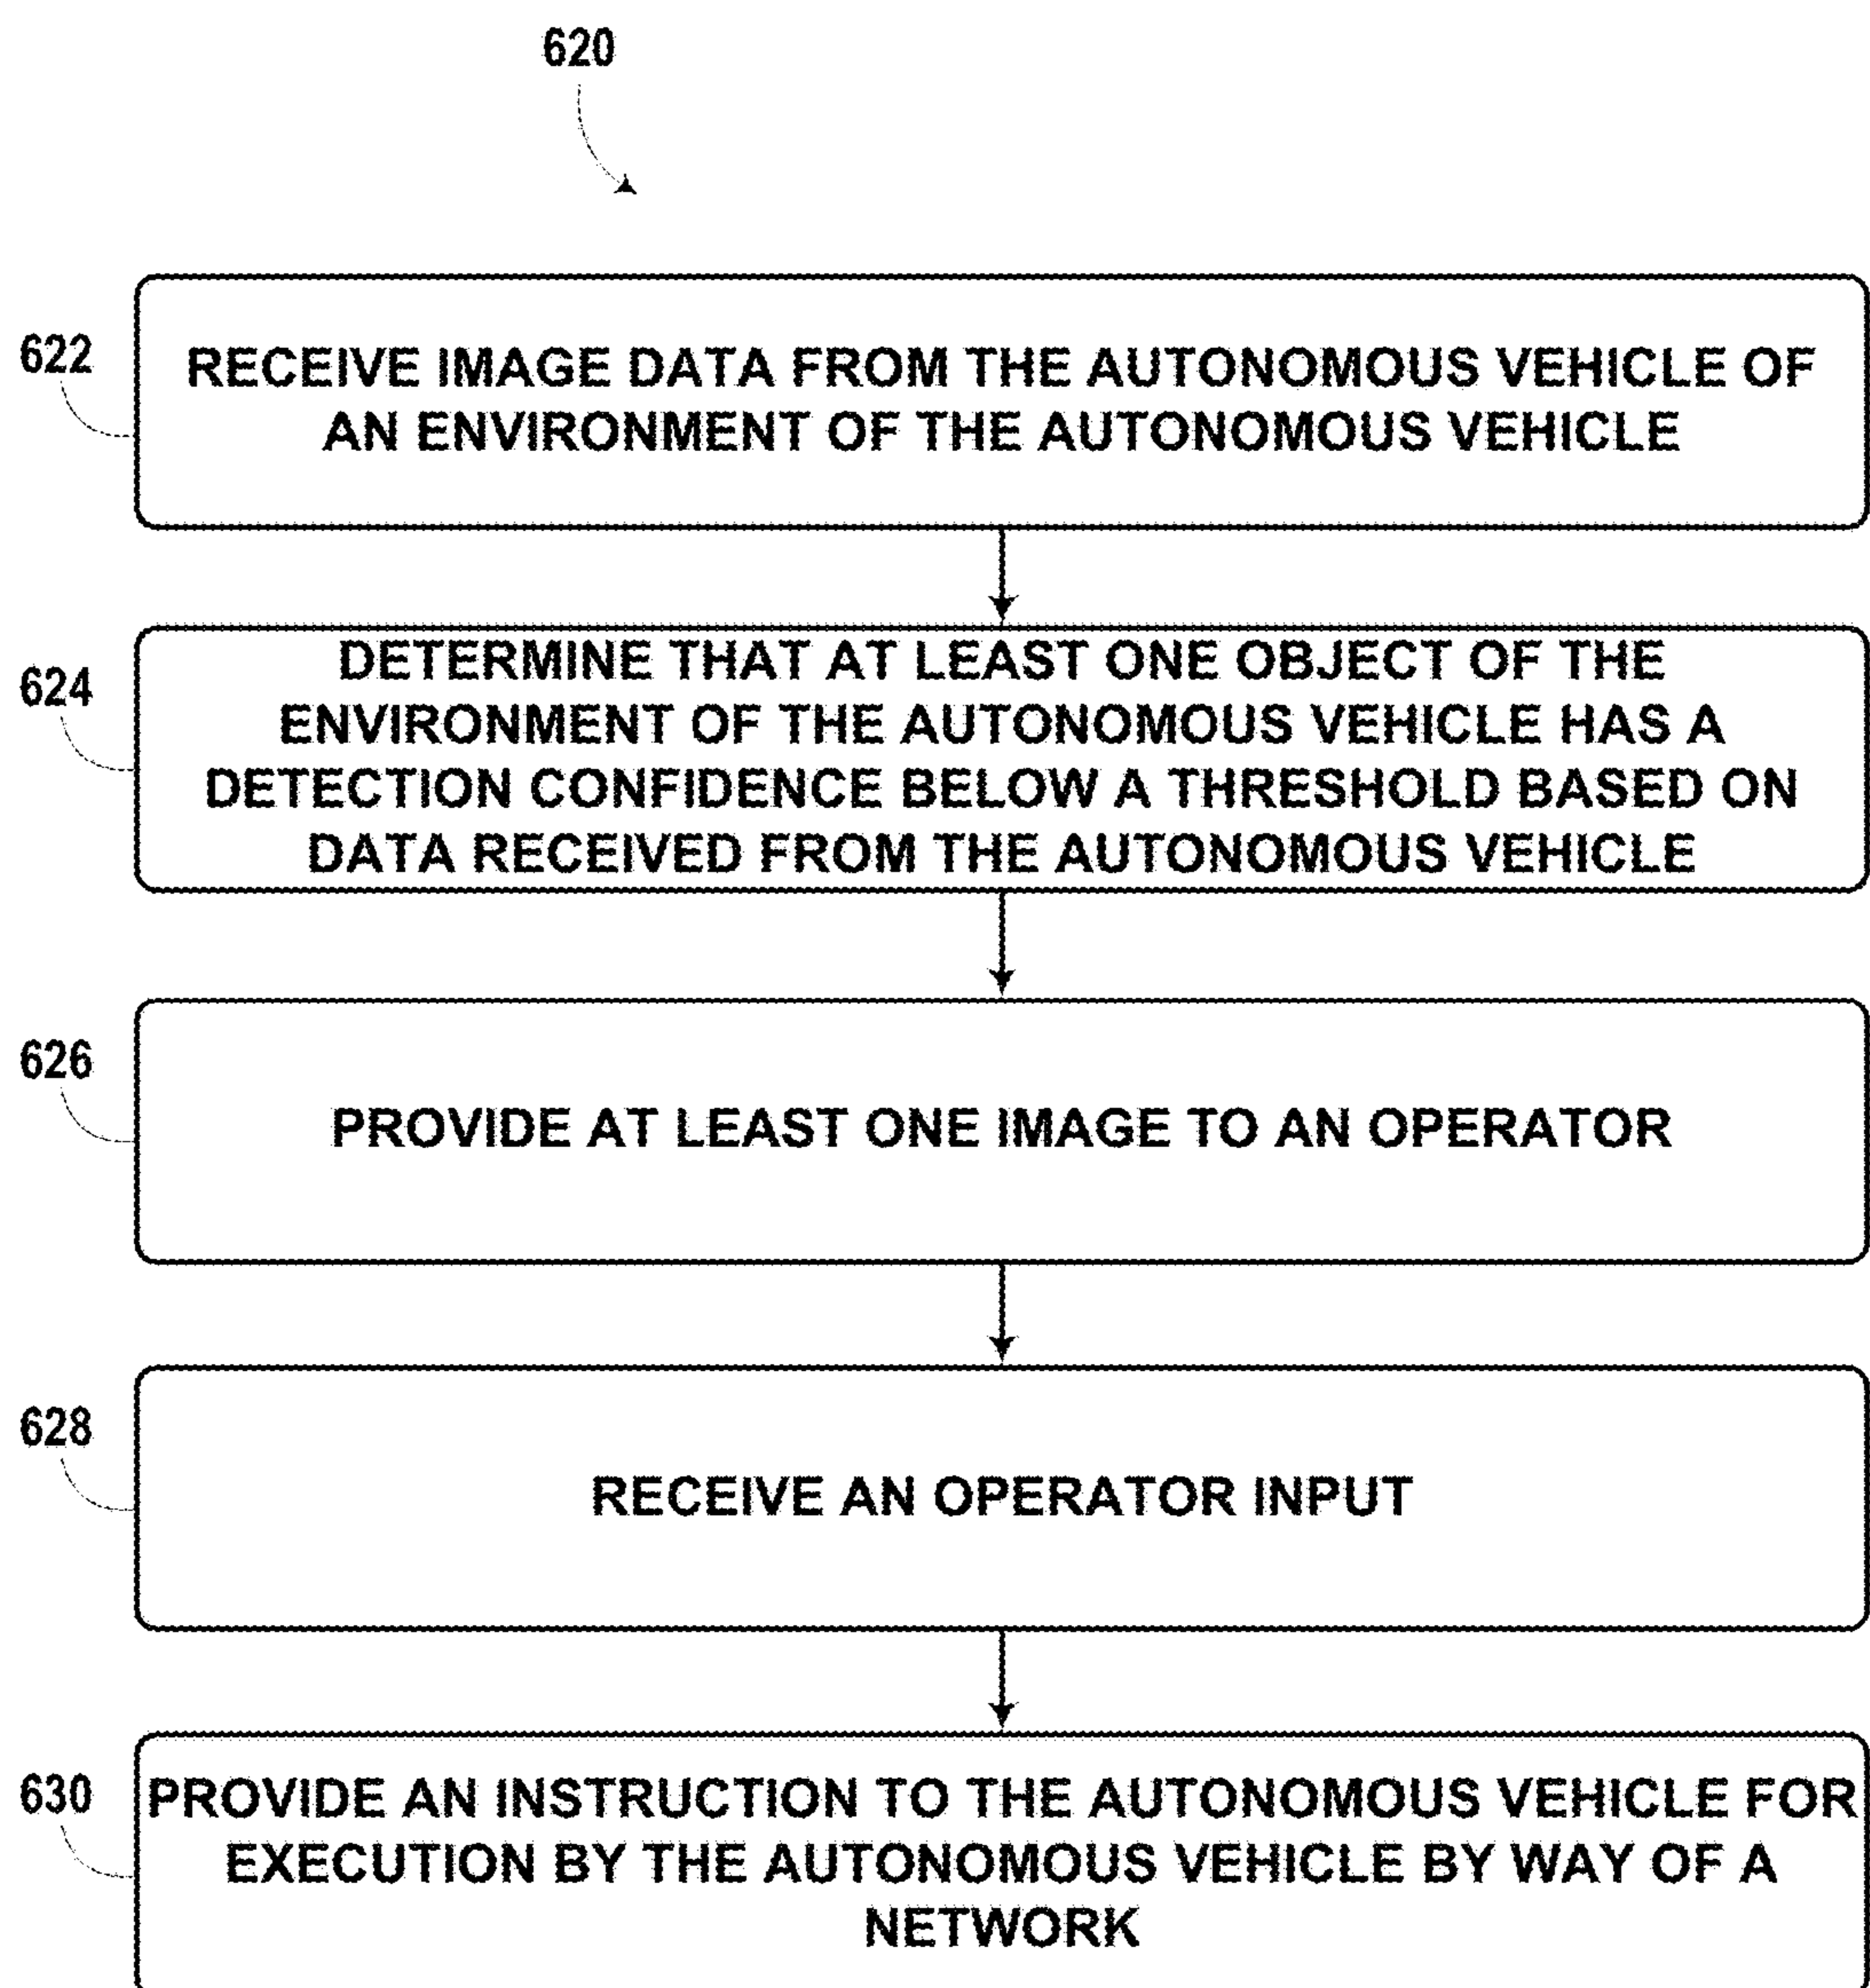 620
622
RECEIVE IMAGE DATA FROM THE AUTONOMOUS VEHICLE OF
AN ENVIRONMENT OF THE AUTONOMOUS VEHICLE
624
DETERMINE THAT AT LEAST ONE OBJECT OF THE
ENVIRONMENT OF THE AUTONOMOUS VEHICLE HAS A
DETECTION CONFIDENCE BELOW A THRESHOLD BASED ON
DATA RECEIVED FROM THE AUTONOMOUS VEHICLE
626
PROVIDE AT LEAST ONE IMAGE TO AN OPERATOR
628
RECEIVE AN OPERATOR INPUT
630
PROVIDE AN INSTRUCTION TO THE AUTONOMOUS VEHICLE FOR
EXECUTION BY THE AUTONOMOUS VEHICLE BY WAY OF A
NETWORK